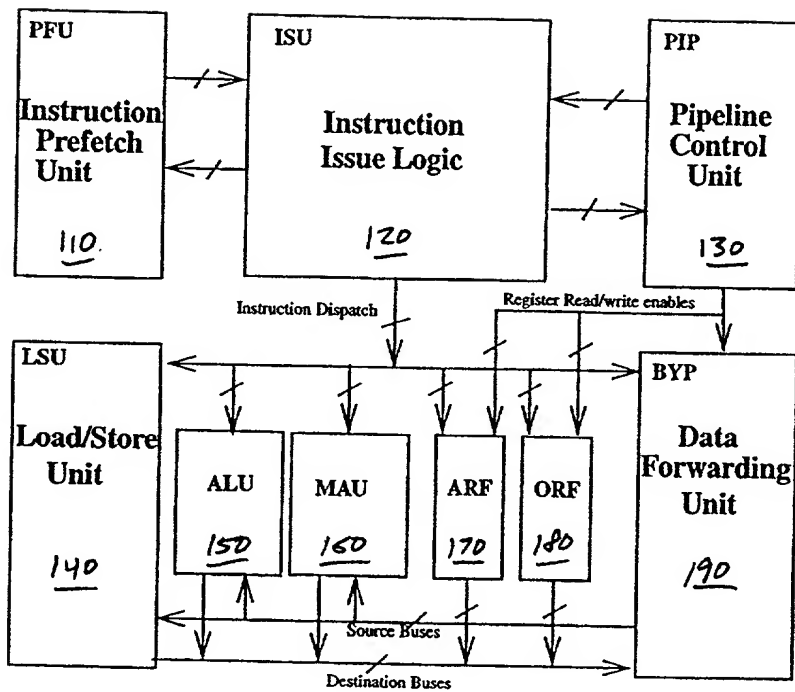 PFU
Instruction
Prefetch
Unit
110.
ISU
Instruction
Issue Logic
120
PIP
Pipeline
Control
Unit
130
Instruction Dispatch
Register Read/write enables
LSU
Load/Store
Unit
140
ALU
150
MAU
160
ARF
170
ORF
180
BYP
Data
Forwarding
Unit
190
Source Buses
Destination Buses